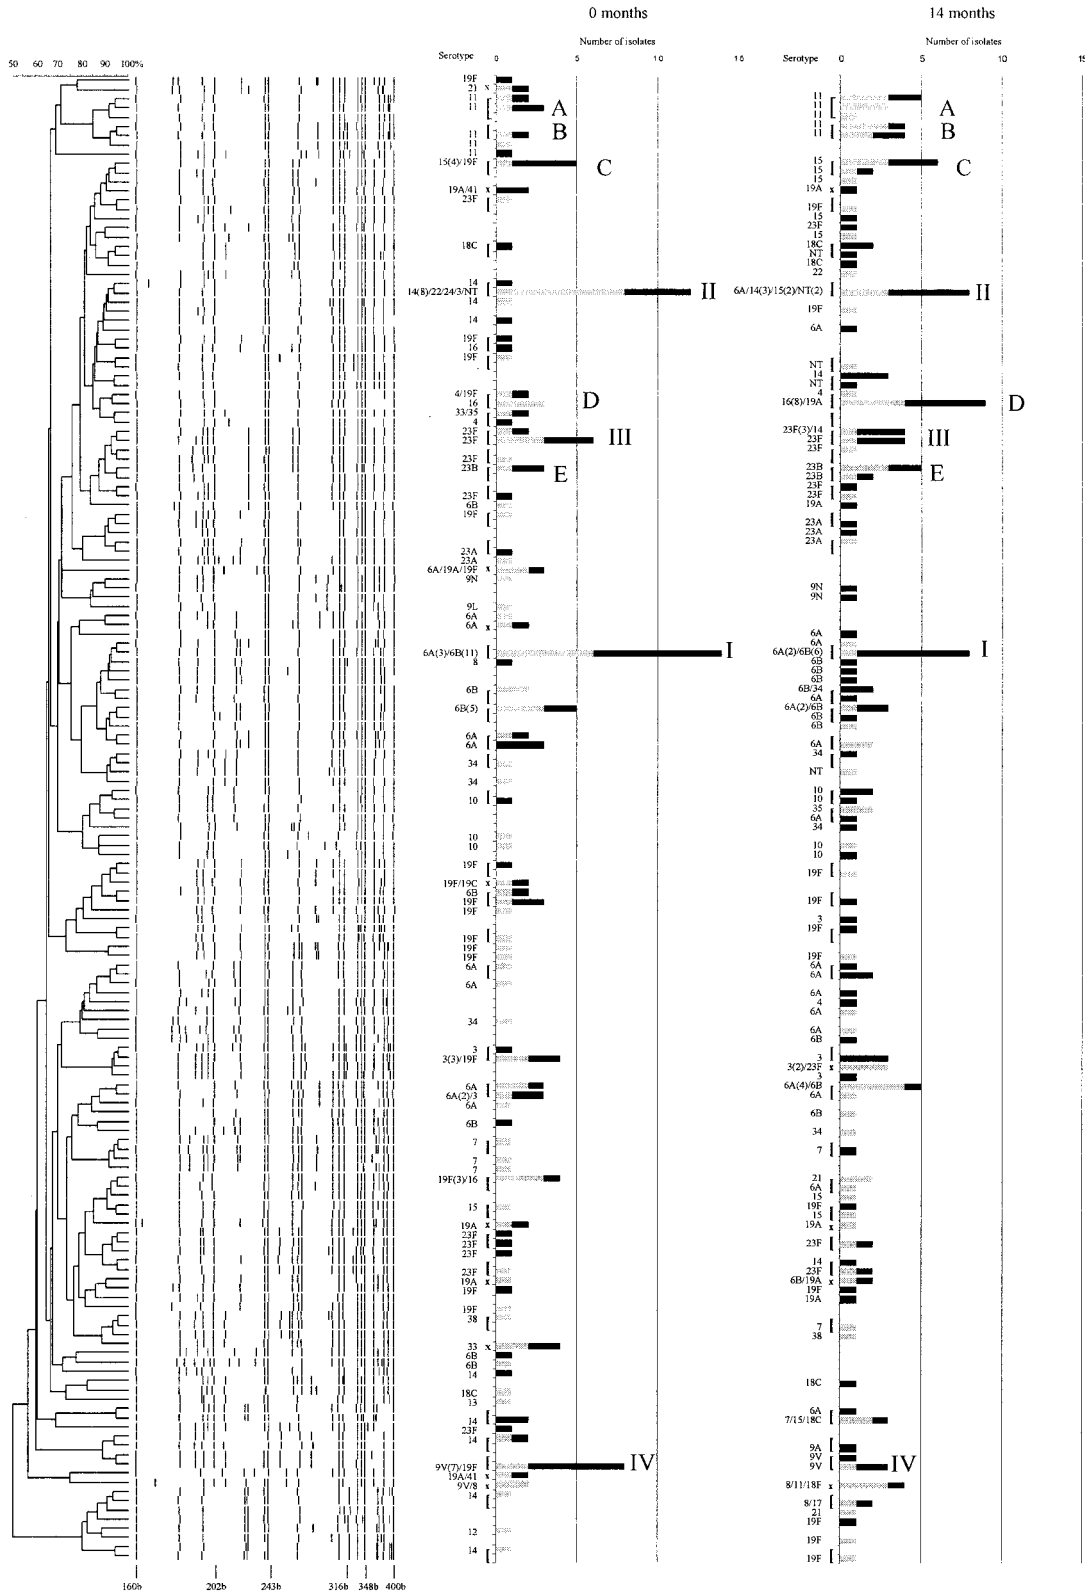 0 months
14 months
Number of isolates
Number of isolates
Serotype
0
5
10
15
Serotype
0
5
10
15
50
60
70
80
90
100%
19F
21 x
11
11
A
11
B
11
11
15(4)/19F
C
19A/41 x
23F
18C
14
14(8)/22/24/3/NT
II
14
14
19F
16
19F
4/19F
D
16
33/35
4
23F
23F
III
23F
23B
E
23F
6B
19F
23A
23A
6A/19A/19F x
9N
9L
6A
6A x
6A(3)/6B(11)
I
8
6B
6B(5)
6A
6A
34
34
10
10
10
19F
19F/19C x
6B
19F
19F
19F
19F
19F
6A
6A
34
3
3(3)/19F
6A
6A(2)/3
6A
6B
7
7
7
19F(3)/16
15
19A x
23F
23F
23F
23F
19A x
19F
19F
38
33 x
6B
6B
14
18C
13
14
23F
14
9V(7)/19F
IV
19A/41 x
9V/8 x
14
12
14
11
11
11
A
11
11
B
15
C
15
15
19A x
19F
15
23F
15
18C
NT
18C
22
6A/14(3)/15(2)/NT(2)
II
19F
6A
NT
14
NT
4
16(8)/19A
D
23F(3)/14
23F
III
23F
23B
E
23B
23F
23F
19A
23A
23A
23A
9N
9N
6A
6A
6A(2)/6B(6)
I
6B
6B
6B
6B/34
6A
6A(2)/6B
6B
6B
6A
34
NT
10
10
35
6A
34
10
10
19F
19F
3
19F
19F
6A
6A
6A
4
6A
6A
6B
3
3(2)/23F x
3
6A(4)/6B
6A
6B
34
7
21
6A
15
19F
15
19A x
23F
14
23F
6B/19A x
19F
19A
7
38
18C
6A
7/15/18C
9A
9V
9V
IV
8/11/18F x
8/17
21
19F
19F
19F
160b
202b
243b
316b
348b
400b